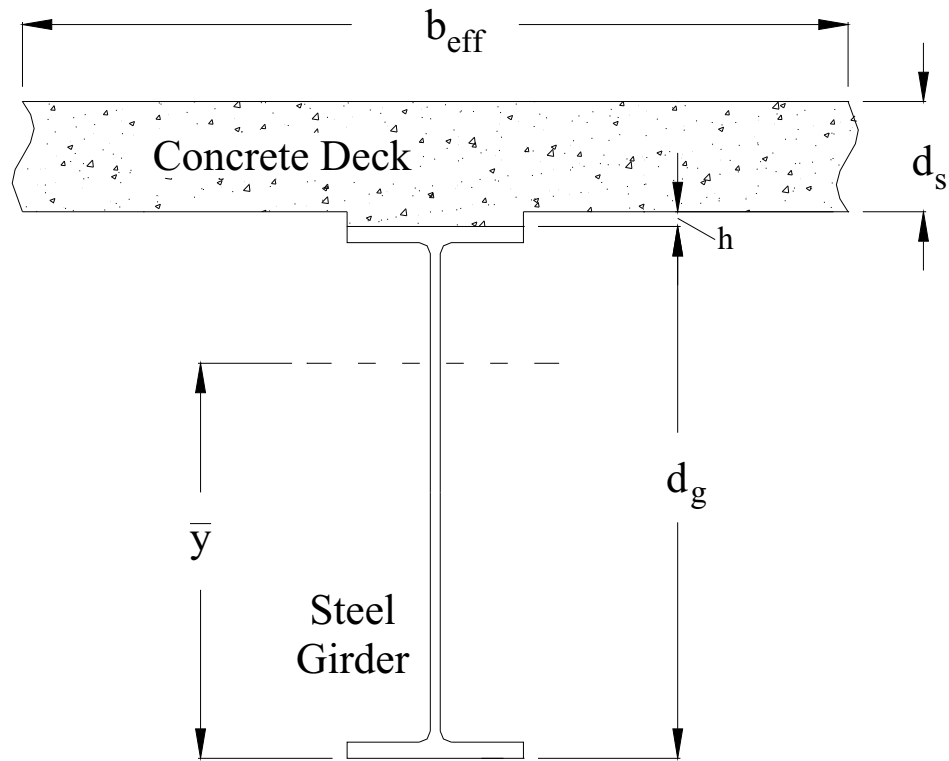 b_eff
Concrete Deck
d_s
h
d_g
y̅
Steel
Girder